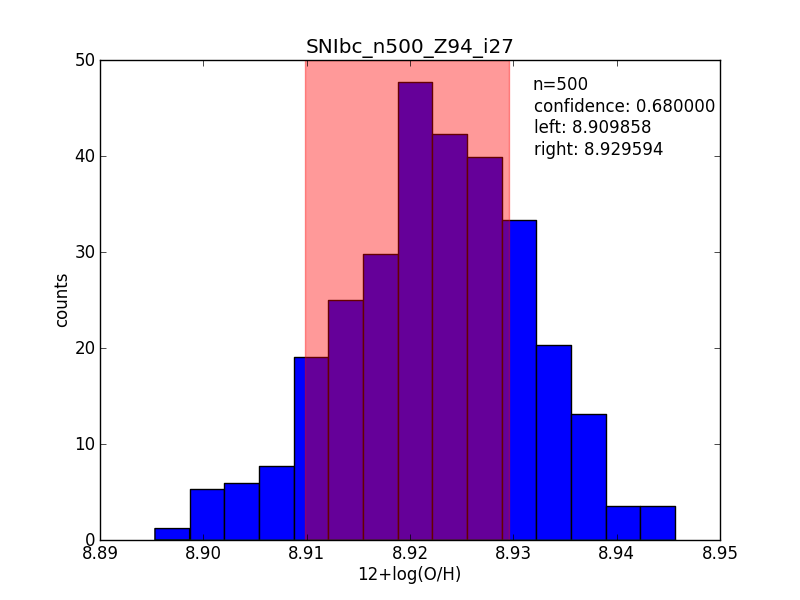 SNIbc_n500_Z94_i27
n=500
confidence: 0.680000
left: 8.909858
right: 8.929594
50
40
30
20
10
0
counts
8.89 8.90 8.91 8.92 8.93 8.94 8.95
12+log(O/H)